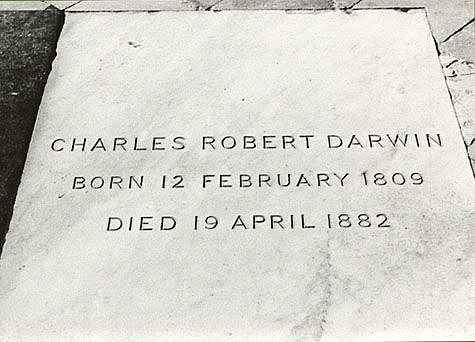 CHARLES ROBERT DARWIN
BORN 12 FEBRUARY 1809
DIED 19 APRIL 1882